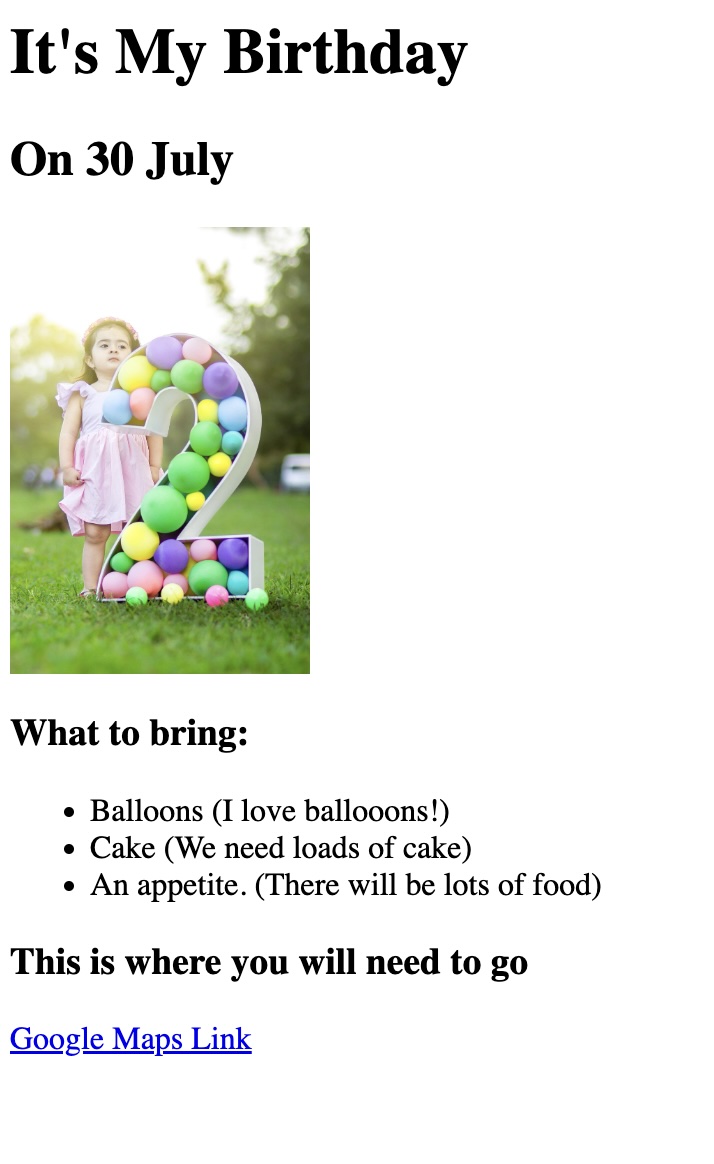 It's My Birthday
On 30 July
2
What to bring:
• Balloons (I love ballooons!)
• Cake (We need loads of cake)
• An appetite. (There will be lots of food)
This is where you will need to go
Google Maps Link